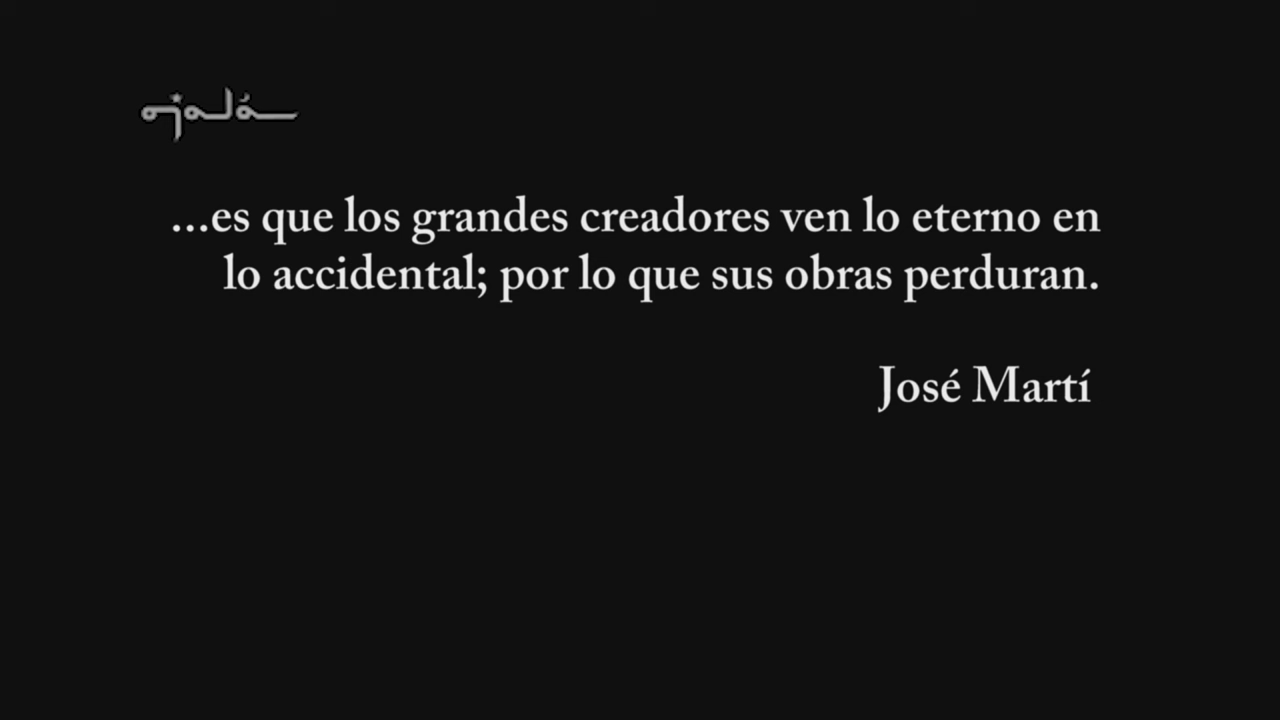 ojalá
...es que los grandes creadores ven lo eterno en
lo accidental; por lo que sus obras perduran.
José Martí